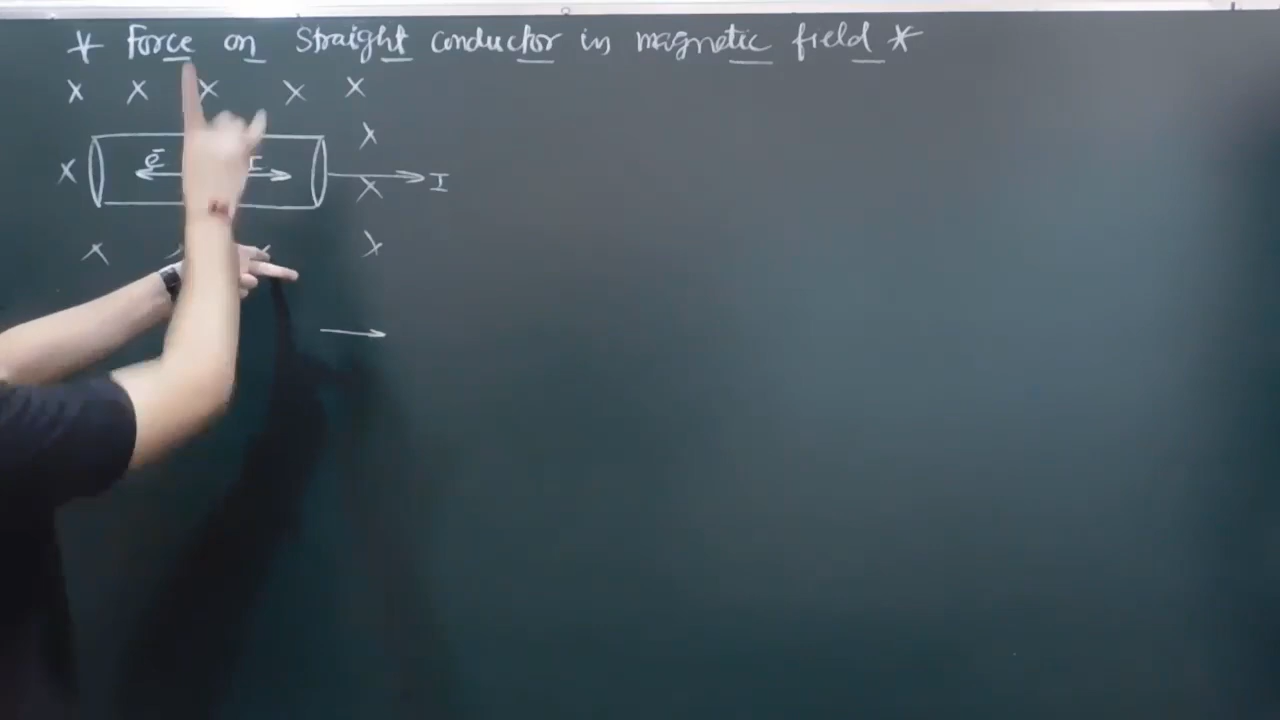 * Force on straight conductor in magnetic field *
x x x x x
x
ē I
x
x I
x x x x